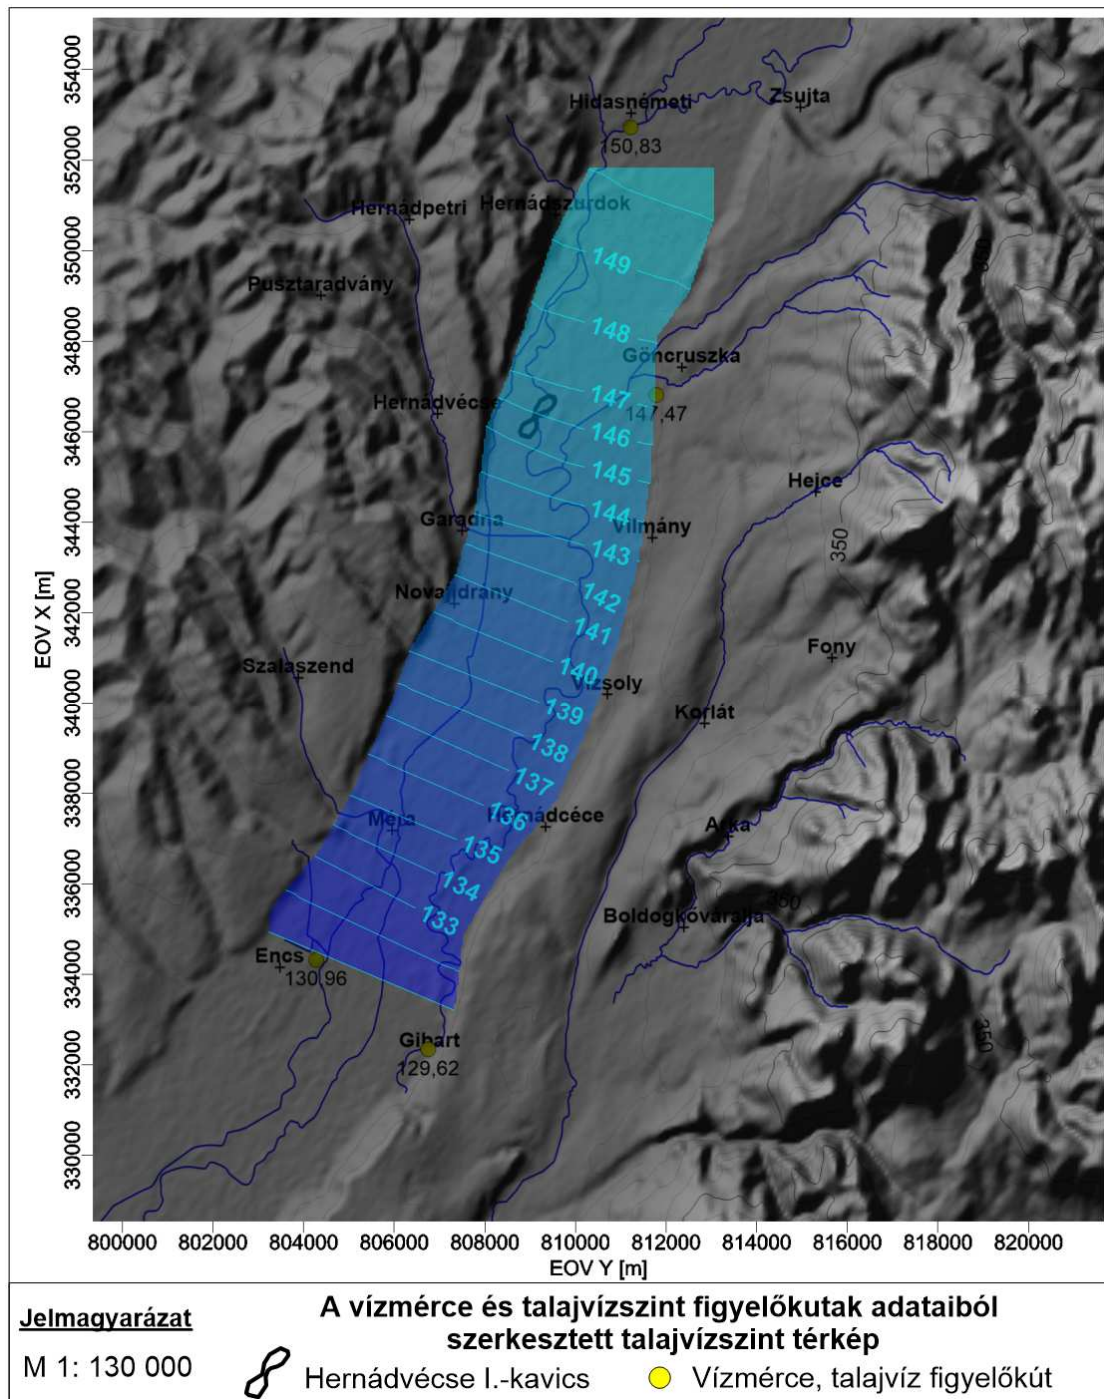 354000
352000
350000
348000
346000
344000
342000
340000
338000
336000
334000
332000
330000
EOV X [m]
Hidasnémeti
150,83
Zsujta
Hernádszurdok
Hernádpetri
Pusztaradvány
149
148
Göncruszka
147,47
Hernádvécse
147
146
145
Hejce
144
Garadna
Vilmány
143
350
Novajidrány
142
141
Fony
Szalaszend
140
Vizsoly
139
Korlát
138
137
Hernádcéce
136
Méra
Arka
135
134
133
350
Boldogkőváralja
Encs
130,96
350
Gibárt
129,62
800000 802000 804000 806000 808000 810000 812000 814000 816000 818000 820000
EOV Y [m]
Jelmagyarázat
M 1: 130 000
A vízmérce és talajvízszint figyelőkutak adataiból
szerkesztett talajvízszint térkép
Hernádvécse I.-kavics
Vízmérce, talajvíz figyelőkút